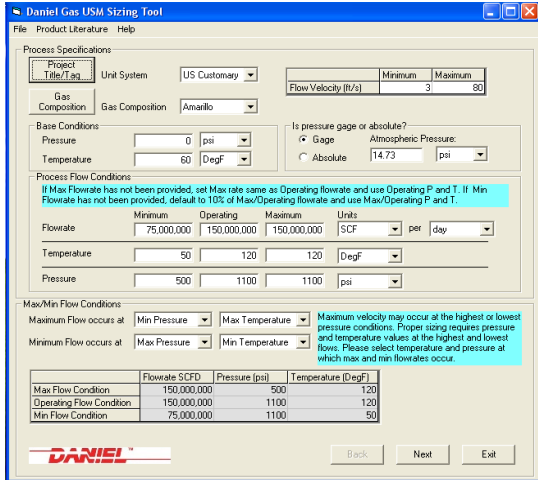 Daniel Gas USM Sizing Tool
File Product Literature Help
Process Specifications
Project Title/Tag
Unit System US Customary
Minimum Maximum
Flow Velocity (ft/s) 3 80
Gas Composition
Gas Composition Amarillo
Base Conditions
Pressure 0 psi
Temperature 60 DegF
Is pressure gage or absolute?
Gage Atmospheric Pressure:
Absolute 14.73 psi
Process Flow Conditions
If Max Flowrate has not been provided, set Max rate same as Operating flowrate and use Operating P and T. If Min
Flowrate has not been provided, default to 10% of Max/Operating flowrate and use Max/Operating P and T.
Minimum Operating Maximum Units
Flowrate 75,000,000 150,000,000 150,000,000 SCF per day
Temperature 50 120 120 DegF
Pressure 500 1100 1100 psi
Max/Min Flow Conditions
Maximum Flow occurs at Min Pressure Max Temperature
Minimum Flow occurs at Max Pressure Min Temperature
Maximum velocity may occur at the highest or lowest
pressure conditions. Proper sizing requires pressure
and temperature values at the highest and lowest
flows. Please select temperature and pressure at
which max and min flowrates occur.
Flowrate SCFD Pressure (psi) Temperature (DegF)
Max Flow Condition 150,000,000 500 120
Operating Flow Condition 150,000,000 1100 120
Min Flow Condition 75,000,000 1100 50
DANIEL™
Back Next Exit